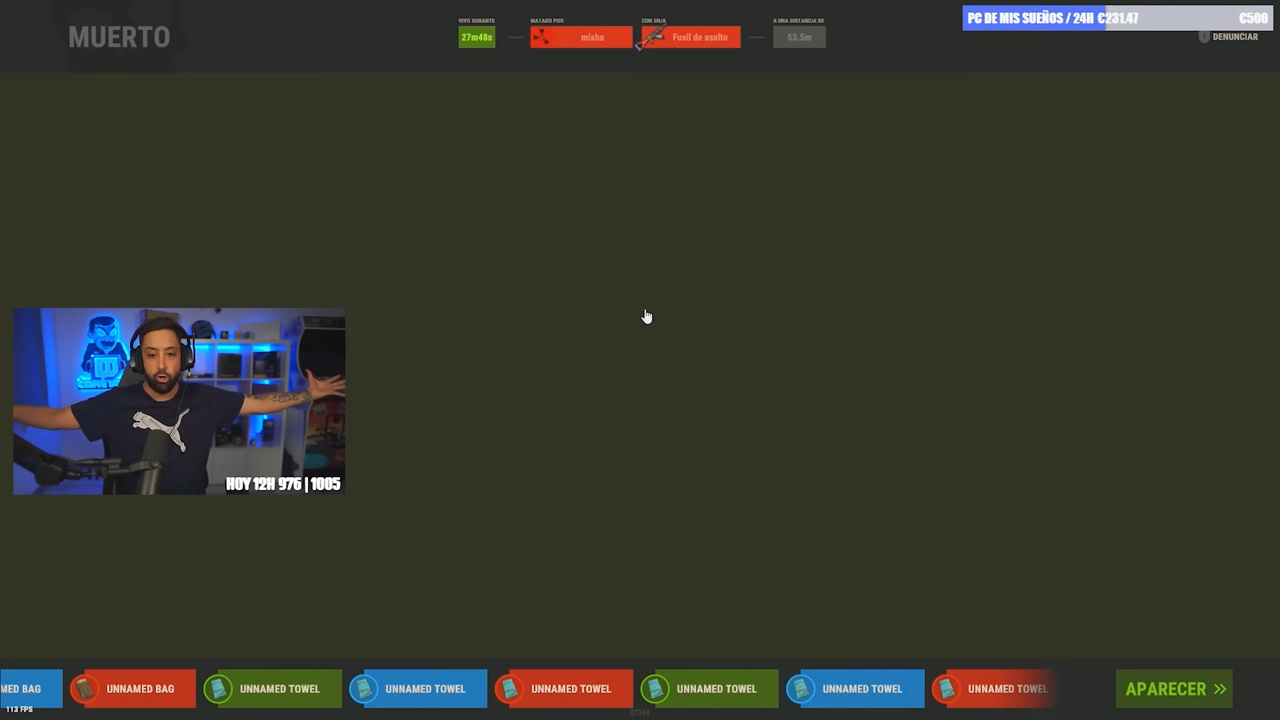 MUERTO
VIVO DURANTE
27m48s
MATADO POR
misha
CON UN/A
Fusil de asalto
A UNA DISTANCIA DE
53.5m
PC DE MIS SUEÑOS / 24H €231.47
€500
DENUNCIAR
HOY 12H 976 | 1005
MED BAG
UNNAMED BAG
UNNAMED TOWEL
UNNAMED TOWEL
UNNAMED TOWEL
UNNAMED TOWEL
UNNAMED TOWEL
UNNAMED TOWEL
APARECER
113 FPS